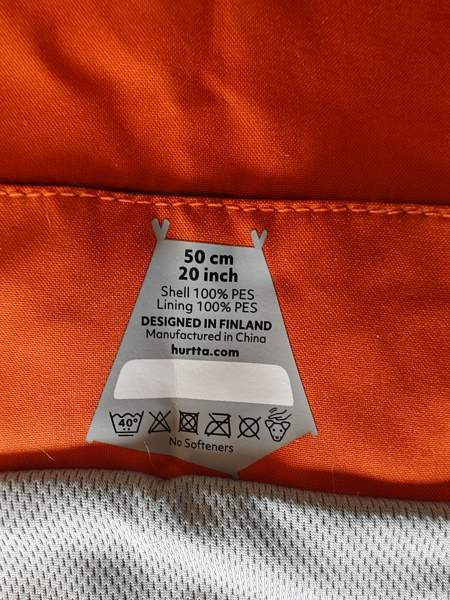 50 cm
20 inch
Shell 100% PES
Lining 100% PES
DESIGNED IN FINLAND
Manufactured in China
hurtta.com
40°
No Softeners